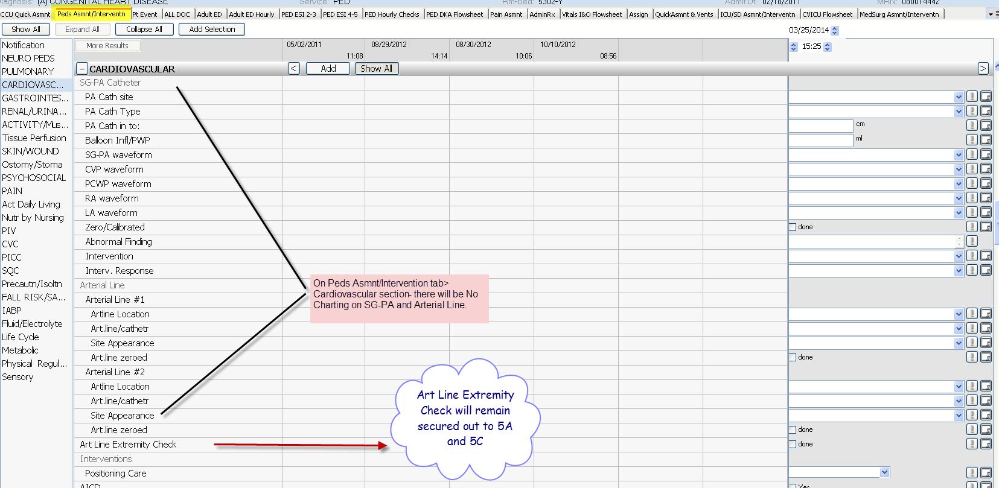 Diagnosis: (A) CONGENITAL HEART DISEASE Service: PED Rm-Bed: 5302-Y Admit Dt: 02/18/2011 MRN: 080014442
CCU Quick Asmnt Peds Asmnt/Interventn Pt Event ALL DOC Adult ED Adult ED Hourly PED ESI 2-3 PED ESI 4-5 PED Hourly Checks PED DKA Flowsheet Pain Asmnt AdminRx Vitals I&O Flowsheet Assign QuickAsmnt & Vents ICU/SD Asmnt/Interventn CVICU Flowsheet MedSurg Asmnt/Interventn
Show All Expand All Collapse All Add Selection 03/25/2014
Notification
NEURO PEDS
PULMONARY
CARDIOVASC...
GASTROINTES...
RENAL/URINA...
ACTIVITY/Mus...
Tissue Perfusion
SKIN/WOUND
Ostomy/Stoma
PSYCHOSOCIAL
PAIN
Act Daily Living
Nutr by Nursing
PIV
CVC
PICC
SQC
Precautn/Isoltn
FALL RISK/SA...
IABP
Fluid/Electrolyte
Life Cycle
Metabolic
Physical Regul...
Sensory
More Results 05/02/2011 08/29/2012 08/30/2012 10/10/2012 15:25
11:08 14:14 10:06 08:56
− CARDIOVASCULAR < Add Show All >
SG-PA Catheter
PA Cath site
PA Cath Type
PA Cath in to: cm
Balloon Infl/PWP ml
SG-PA waveform
CVP waveform
PCWP waveform
RA waveform
LA waveform
Zero/Calibrated done
Abnormal Finding
Intervention
Interv. Response
Arterial Line
Arterial Line #1
Artline Location
Art.line/cathetr
Site Appearance
Art.line zeroed done
Arterial Line #2
Artline Location
Art.line/cathetr
Site Appearance
Art.line zeroed done
Art Line Extremity Check done
Interventions
Positioning Care
AICD Yes
On Peds Asmnt/Intervention tab>
Cardiovascular section- there will be No
Charting on SG-PA and Arterial Line.
Art Line Extremity
Check will remain
secured out to 5A
and 5C